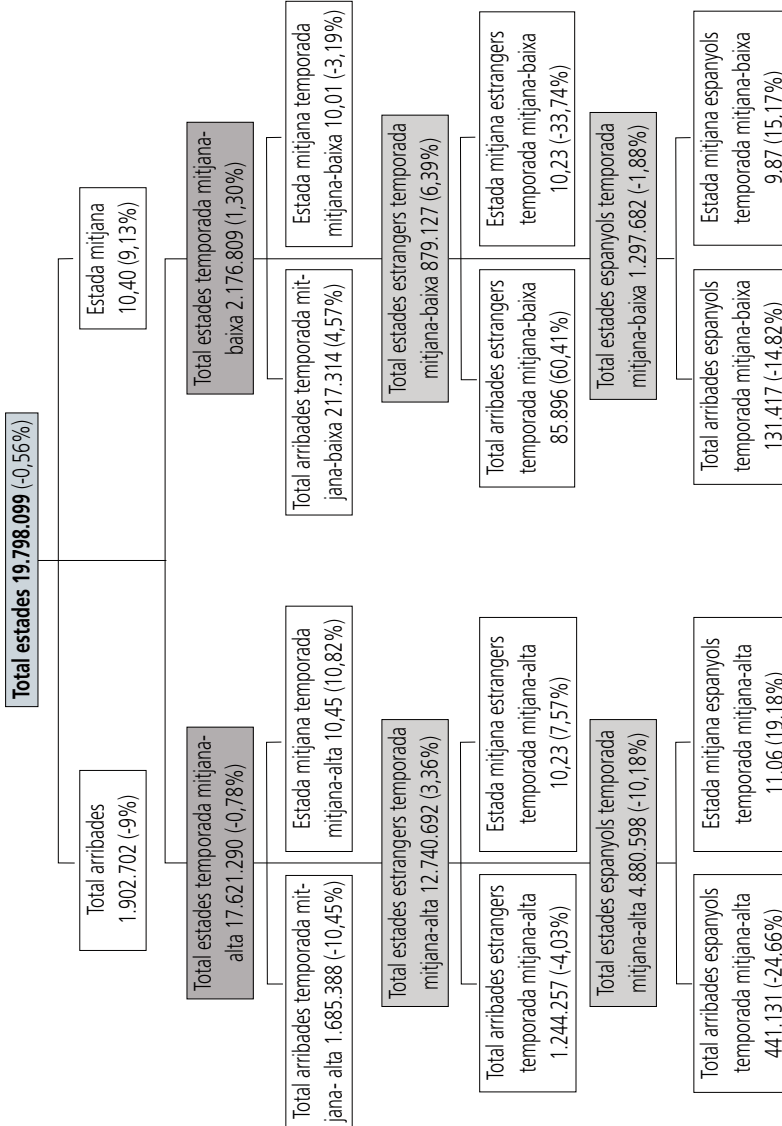 Total estades 19.798.099 (-0,56%)
Total arribades
1.902.702 (-9%)
Estada mitjana
10,40 (9,13%)
Total estades temporada mitjana-
alta 17.621.290 (-0,78%)
Total estades temporada mitjana-
baixa 2.176.809 (1,30%)
Total arribades temporada mit-
jana- alta 1.685.388 (-10,45%)
Estada mitjana temporada
mitjana-alta 10,45 (10,82%)
Total arribades temporada mit-
jana-baixa 217.314 (4,57%)
Estada mitjana temporada
mitjana-baixa 10,01 (-3,19%)
Total estades estrangers temporada
mitjana-alta 12.740.692 (3,36%)
Total estades estrangers temporada
mitjana-baix 879.127 (6,39%)
Total arribades estrangers
temporada mitjana-alta
1.244.257 (-4,03%)
Estada mitjana estrangers
temporada mitjana-alta
10,23 (7,57%)
Total arribades estrangers
temporada mitjana-baixa
85.896 (60,41%)
Estada mitjana estrangers
temporada mitjana-baixa
10,23 (-33,74%)
Total estades espanyols temporada
mitjana-alta 4.880.598 (-10,18%)
Total estades espanyols temporada
mitjana-baix 1.297.682 (-1,88%)
Total arribades espanyols
temporada mitjana-alta
441.131 (-24,66%)
Estada mitjana espanyols
temporada mitjana-alta
11,06 (19,18%)
Total arribades espanyols
temporada mitjana-baixa
131.417 (-14,82%)
Estada mitjana espanyols
temporada mitjana-baixa
9,87 (15,17%)